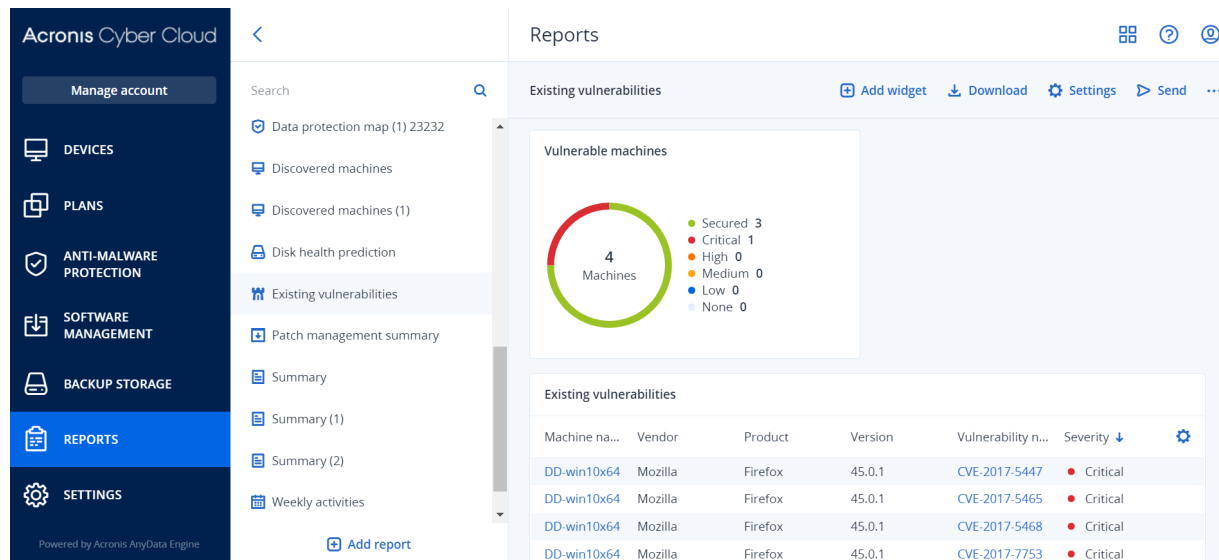 Acronis Cyber Cloud
Manage account
DEVICES
PLANS
ANTI-MALWARE
PROTECTION
SOFTWARE
MANAGEMENT
BACKUP STORAGE
REPORTS
SETTINGS
Powered by Acronis AnyData Engine
Search
Data protection map (1) 23232
Discovered machines
Discovered machines (1)
Disk health prediction
Existing vulnerabilities
Patch management summary
Summary
Summary (1)
Summary (2)
Weekly activities
Add report
Reports
Existing vulnerabilities Add widget Download Settings Send ...
Vulnerable machines
4
Machines
Secured 3
Critical 1
High 0
Medium 0
Low 0
None 0
Existing vulnerabilities
Machine na... Vendor Product Version Vulnerability n... Severity
DD-win10x64 Mozilla Firefox 45.0.1 CVE-2017-5447 Critical
DD-win10x64 Mozilla Firefox 45.0.1 CVE-2017-5465 Critical
DD-win10x64 Mozilla Firefox 45.0.1 CVE-2017-5468 Critical
DD-win10x64 Mozilla Firefox 45.0.1 CVE-2017-7753 Critical